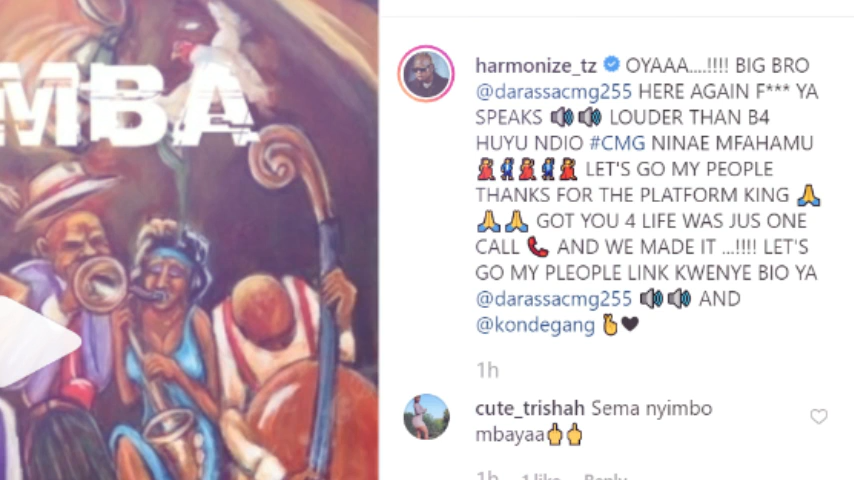 MBA
harmonize_tz OYAAA....!!!! BIG BRO
@darassacmg255 HERE AGAIN F*** YA
SPEAKS 🔊🔊 LOUDER THAN B4
HUYU NDIO #CMG NINAE MFAHAMU
💃🕺💃🕺💃 LET'S GO MY PEOPLE
THANKS FOR THE PLATFORM KING 🙏
🙏🙏 GOT YOU 4 LIFE WAS JUS ONE
CALL 📞 AND WE MADE IT ...!!!! LET'S
GO MY PLEOPLE LINK KWENYE BIO YA
@darassacmg255 🔊🔊 AND
@kondegang 🤞🖤
1h
cute_trishah Sema nyimbo
mbayaa🖕🖕
1h 1 like Reply